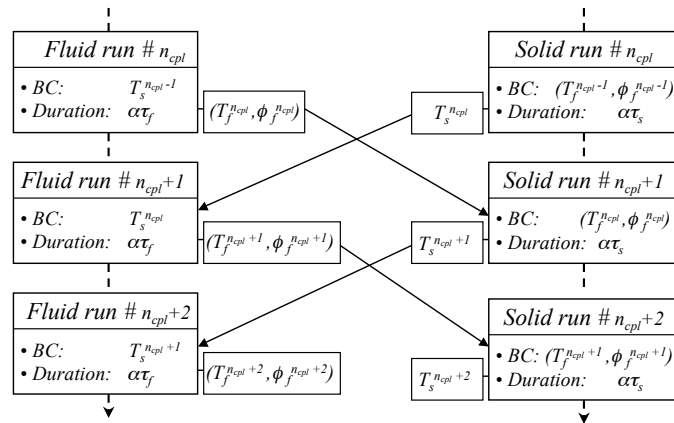 Fluid run # n_cpl
• BC: T_s^{n_cpl-1}
• Duration: ατ_f
(T_f^{n_cpl}, ϕ_f^{n_cpl})
T_s^{n_cpl}
Solid run # n_cpl
• BC: (T_f^{n_cpl-1}, ϕ_f^{n_cpl-1})
• Duration: ατ_s
Fluid run # n_cpl+1
• BC: T_s^{n_cpl}
• Duration: ατ_f
(T_f^{n_cpl+1}, ϕ_f^{n_cpl+1})
T_s^{n_cpl+1}
Solid run # n_cpl+1
• BC: (T_f^{n_cpl}, ϕ_f^{n_cpl})
• Duration: ατ_s
Fluid run # n_cpl+2
• BC: T_s^{n_cpl+1}
• Duration: ατ_f
(T_f^{n_cpl+2}, ϕ_f^{n_cpl+2})
T_s^{n_cpl+2}
Solid run # n_cpl+2
• BC: (T_f^{n_cpl+1}, ϕ_f^{n_cpl+1})
• Duration: ατ_s